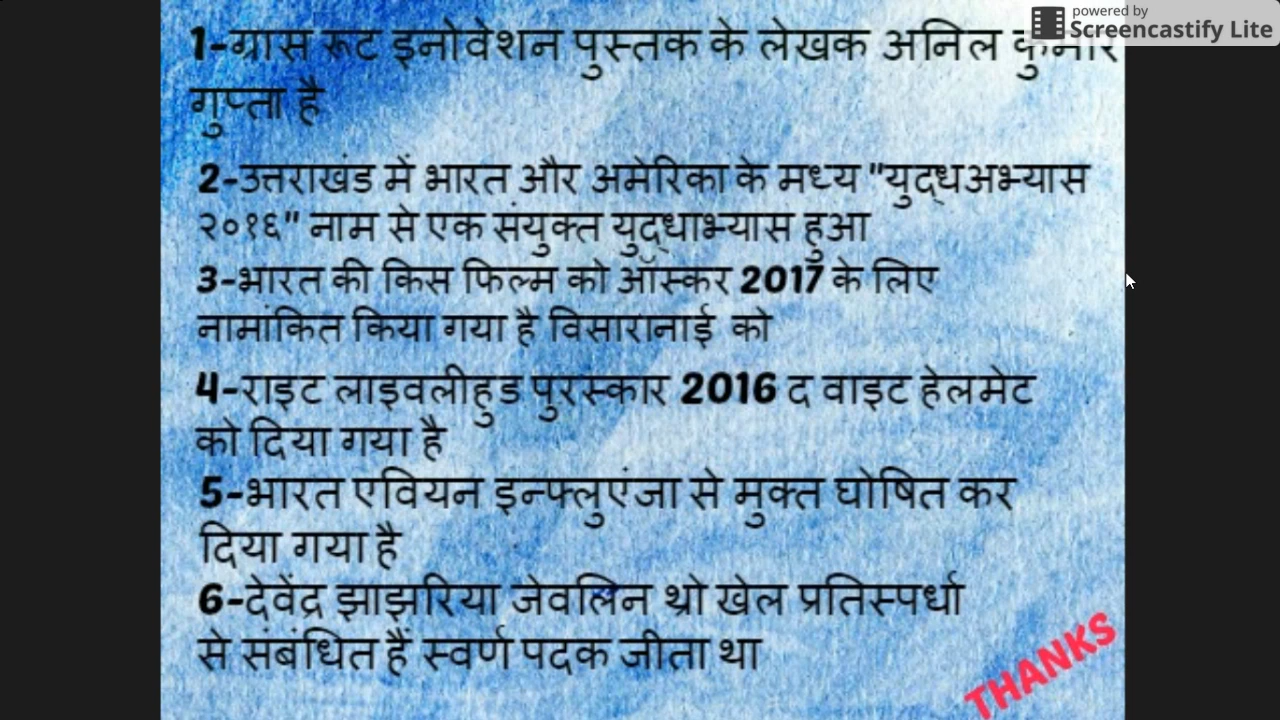 powered by
Screencastify Lite
1-ग्रास रूट इनोवेशन पुस्तक के लेखक अनिल कुमार
गुप्ता है
2-उत्तराखंड में भारत और अमेरिका के मध्य "युद्धअभ्यास
२०१६" नाम से एक संयुक्त युद्धाभ्यास हुआ
3-भारत की किस फिल्म को ऑस्कर 2017 के लिए
नामांकित किया गया है विसारानाई को
4-राइट लाइवलीहुड पुरस्कार 2016 द वाइट हेलमेट
को दिया गया है
5-भारत एवियन इन्फ्लुएंजा से मुक्त घोषित कर
दिया गया है
6-देवेंद्र झाझरिया जेवलिन थ्रो खेल प्रतिस्पर्धा
से संबंधित हैं स्वर्ण पदक जीता था
THANKS